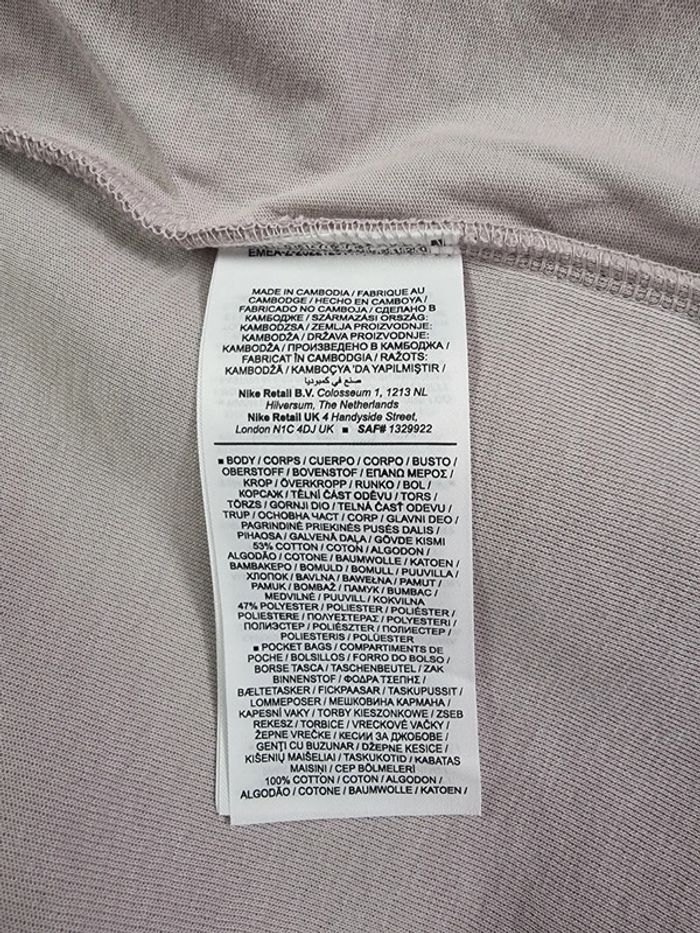 MADE IN CAMBODIA / FABRIQUE AU
CAMBODGE / HECHO EN CAMBOYA /
FABRICADO NO CAMBOJA / СДЕЛАНО В
КАМБОДЖЕ / SZÁRMAZÁSI ORSZÁG:
KAMBODZSA / ZEMLJA PROIZVODNJE:
KAMBODŽA / DRŽAVA PROIZVODNJE:
KAMBODŽA / ПРОИЗВЕДЕНО В КАМБОДЖА /
FABRICAT ÎN CAMBODGIA / RAŽOTS:
KAMBODŽĀ / KAMBOÇYA 'DA YAPILMIŞTIR /
صنع في كمبوديا
Nike Retail B.V. Colosseum 1, 1213 NL
Hilversum, The Netherlands
Nike Retail UK 4 Handyside Street,
London N1C 4DJ UK ■ SAF# 1329922
■ BODY / CORPS / CUERPO / CORPO / BUSTO /
OBERSTOFF / BOVENSTOF / ΕΠΑΝΩ ΜΕΡΟΣ /
KROP / ÖVERKROPP / RUNKO / BOL /
КОРСАЖ / TĚLNÍ ČÁST ODĚVU / TORS /
TÖRZS / GORNJI DIO / TELNÁ ČASŤ ODEVU /
TRUP / ОСНОВНА ЧАСТ / CORP / GLAVNI DEO /
PAGRINDINĖ PRIEKINĖS PUSĖS DALIS /
PIHAOSA / GALVENĀ DAĻA / GÖVDE KISMI
53% COTTON / COTON / ALGODON /
ALGODÃO / COTONE / BAUMWOLLE / KATOEN /
ΒΑΜΒΑΚΕΡΟ / BOMULD / BOMULL / PUUVILLA /
ХЛОПОК / BAVLNA / BAWEŁNA / PAMUT /
PAMUK / BOMBAŽ / ПАМУК / BUMBAC /
MEDVILNĖ / PUUVILL / KOKVILNA
47% POLYESTER / POLIESTER / POLIÉSTER /
POLIESTERE / ΠΟΛΥΕΣΤΕΡΑΣ / POLYESTERI /
ПОЛИЭСТЕР / POLIÉSZTER / ПОЛИЕСТЕР /
POLIESTERIS / POLÜESTER
■ POCKET BAGS / COMPARTIMENTS DE
POCHE / BOLSILLOS / FORRO DO BOLSO /
BORSE TASCA / TASCHENBEUTEL / ZAK
BINNENSTOF / ΦΟΔΡΑ ΤΣΕΠΗΣ /
BÆLTETASKER / FICKPÅSAR / TASKUPUSSIT /
LOMMEPOSER / МЕШКОВИНА КАРМАНА /
KAPESNÍ VAKY / TORBY KIESZONKOWE / ZSEB
REKESZ / TORBICE / VRECKOVÉ VAČKY /
ŽEPNE VREČKE / КЕСИИ ЗА ДЖОБОВЕ /
GENȚI CU BUZUNAR / DŽEPNE KESICE /
KIŠENIŲ MAIŠELIAI / TASKUKOTID / KABATAS
MAISIŅI / CEP BÖLMELERİ
100% COTTON / COTON / ALGODON /
ALGODÃO / COTONE / BAUMWOLLE / KATOEN /